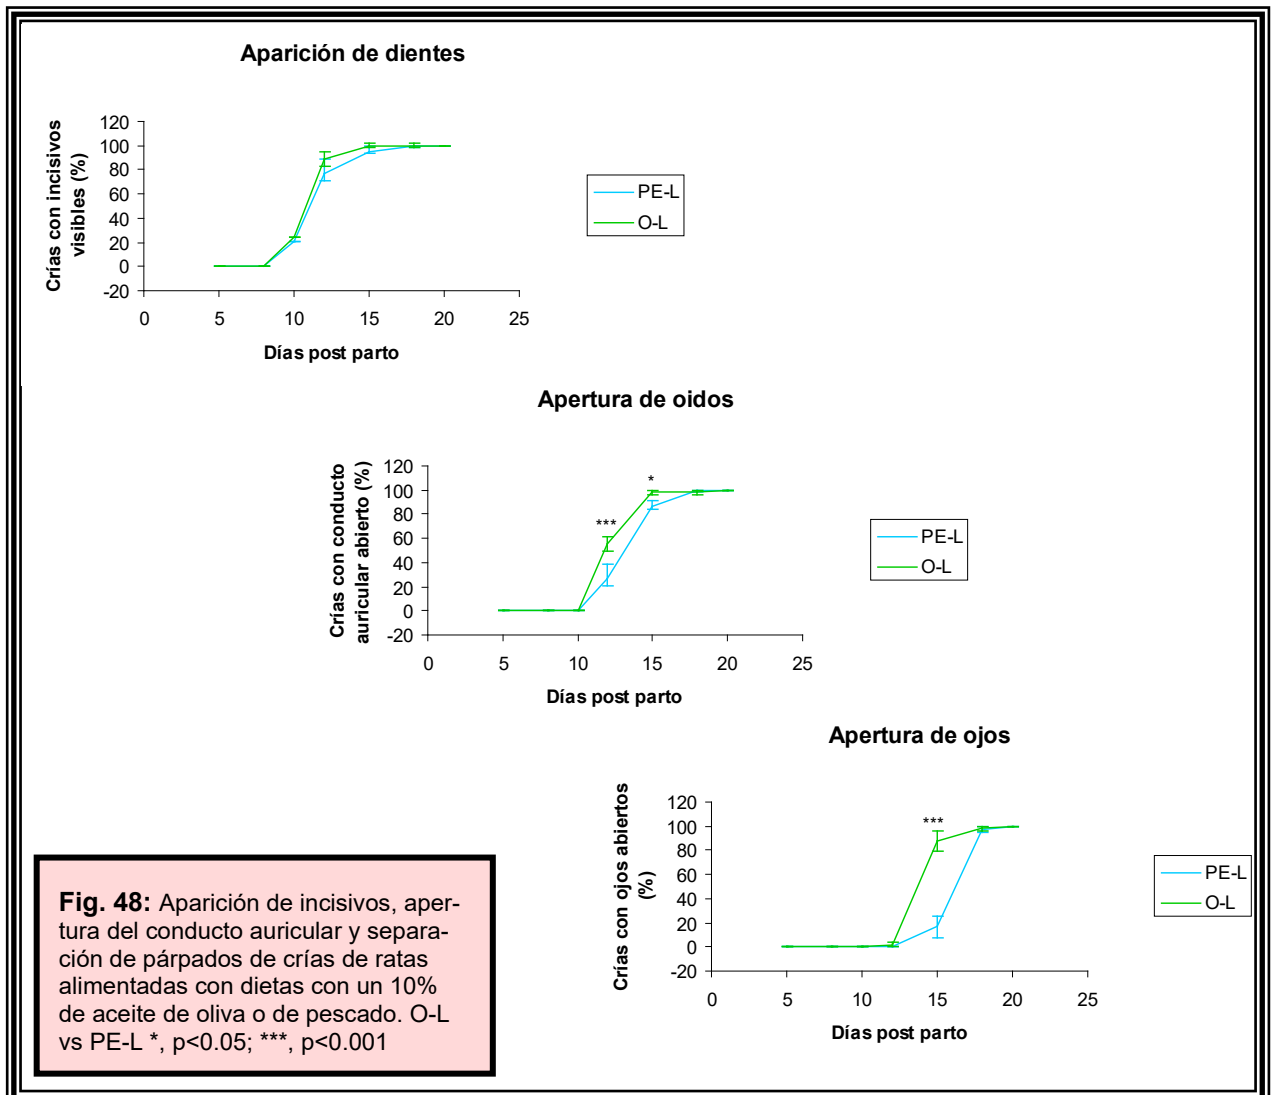 Aparición de dientes
Crías con incisivos
visibles (%)
120
100
80
60
40
20
0
-20
0 5 10 15 20 25
Días post parto
PE-L
O-L
Apertura de oidos
Crías con conducto
auricular abierto (%)
120
100
80
60
40
20
0
-20
***
*
0 5 10 15 20 25
Días post parto
PE-L
O-L
Apertura de ojos
Crías con ojos abiertos
(%)
120
100
80
60
40
20
0
-20
***
0 5 10 15 20 25
Días post parto
PE-L
O-L
Fig. 48: Aparición de incisivos, aper-
tura del conducto auricular y separa-
ción de párpados de crías de ratas
alimentadas con dietas con un 10%
de aceite de oliva o de pescado. O-L
vs PE-L *, p<0.05; ***, p<0.001